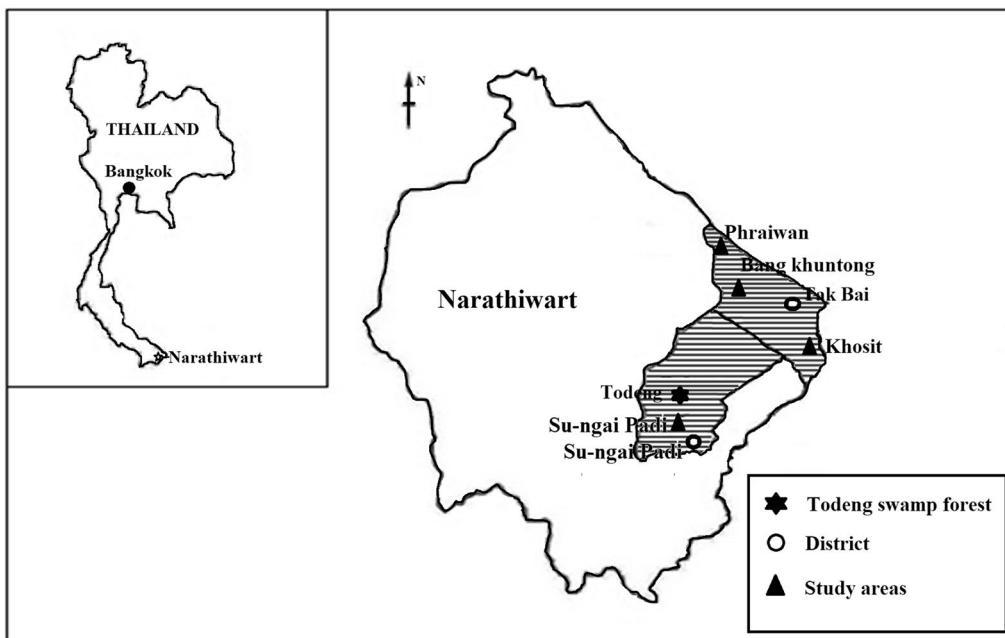 THAILAND
Bangkok
Narathiwart
N
Narathiwart
Phraiwan
Bang khuntong
Tak Bai
Khosit
Todeng
Su-ngai Padi
Su-ngai Padi
Todeng swamp forest
District
Study areas